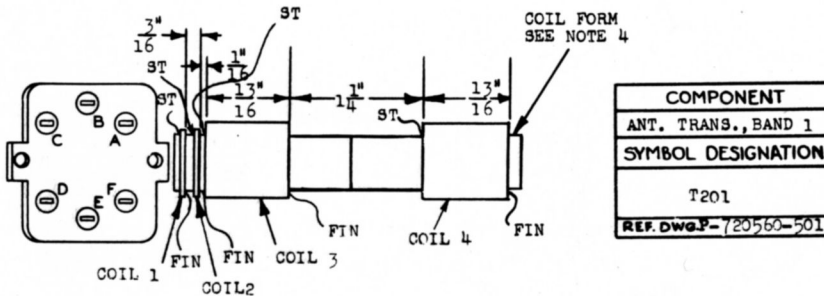 3"
16
ST
1"
16
ST
ST
13"
16
1 1"
4
13"
16
ST
COIL FORM
SEE NOTE 4
B
C
A
D
F
E
COIL 1
FIN
COIL2
FIN
COIL 3
FIN
COIL 4
FIN
COMPONENT
ANT. TRANS., BAND 1
SYMBOL DESIGNATION
T201
REF. DWG.P-720560-501